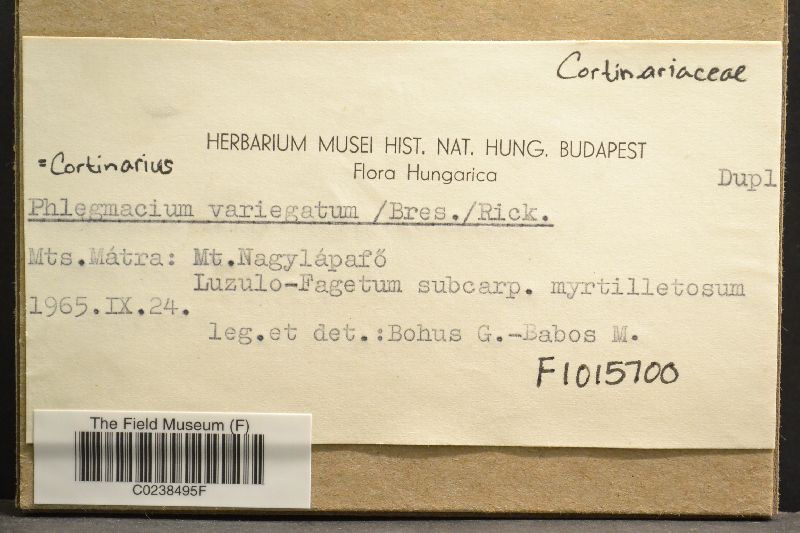 Cortinariaceae
HERBARIUM MUSEI HIST. NAT. HUNG. BUDAPEST
=Cortinarius
Flora Hungarica
Dupl
Phlegmacium variegatum /Bres./Rick.
Mts.Mátra: Mt.Nagylápafő
Luzulo-Fagetum subcarp. myrtilletosum
1965.IX.24.
leg.et det.:Bohus G.-Babos M.
F1015700
The Field Museum (F)
C0238495F